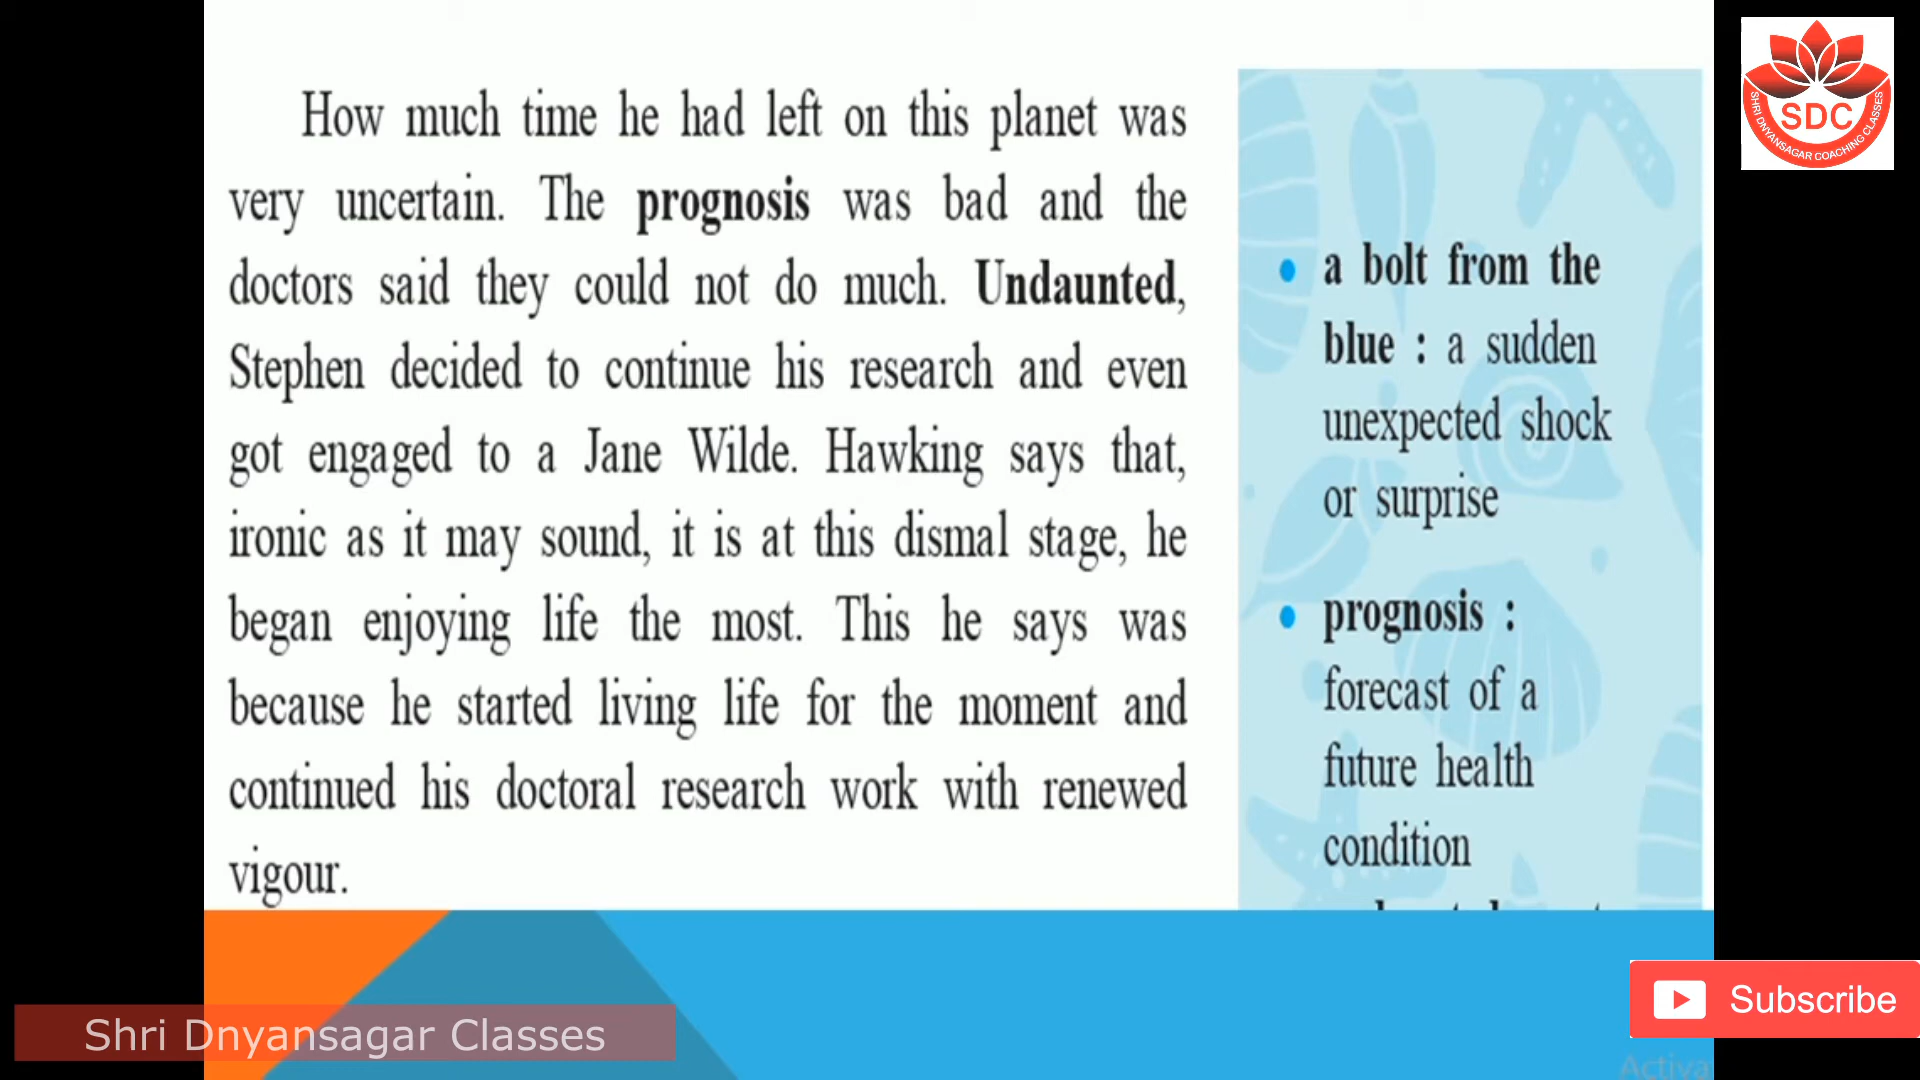 How much time he had left on this planet was
very uncertain. The prognosis was bad and the
doctors said they could not do much. Undaunted,
Stephen decided to continue his research and even
got engaged to a Jane Wilde. Hawking says that,
ironic as it may sound, it is at this dismal stage, he
began enjoying life the most. This he says was
because he started living life for the moment and
continued his doctoral research work with renewed
vigour.
• a bolt from the
blue : a sudden
unexpected shock
or surprise
• prognosis :
forecast of a
future health
condition
SDC
SHRI DNYANSAGAR COACHING CLASSES
Shri Dnyansagar Classes
Subscribe
Activa